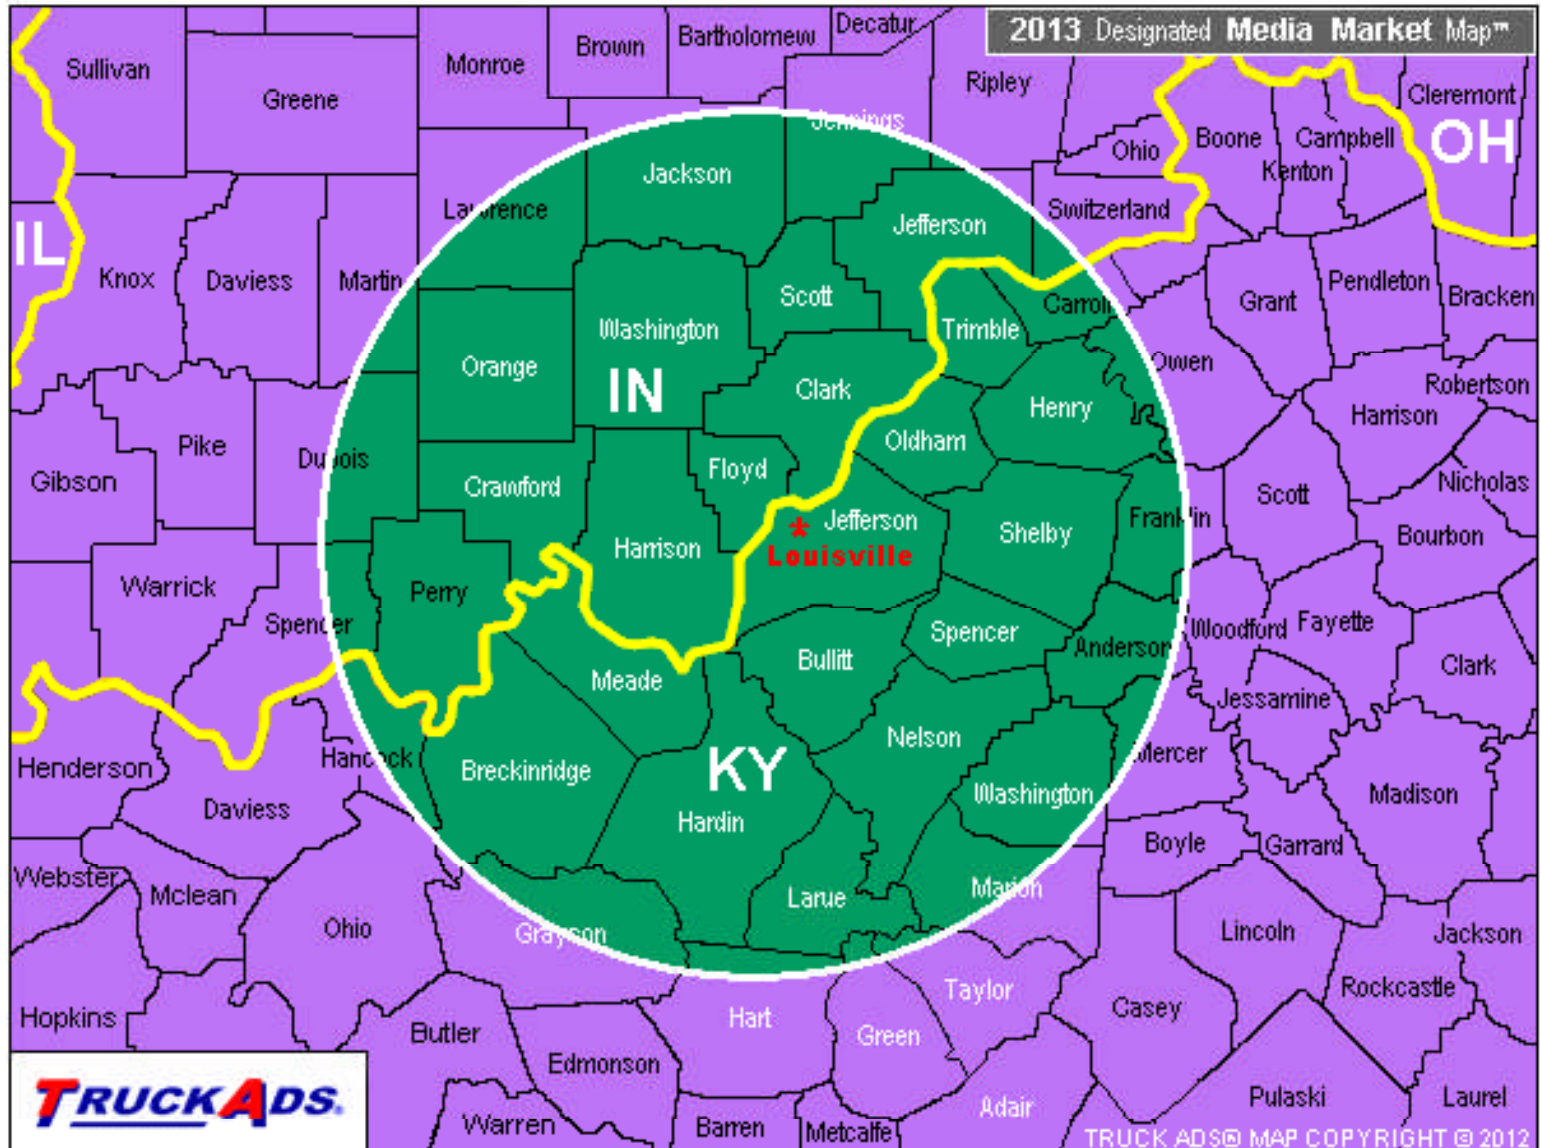 2013 Designated Media Market Map™
Decatur
Bartholomew
Brown
Monroe
Sullivan
Ripley
Greene
Cleremont
Jennings
OH
Boone
Campbell
Ohio
Kenton
Jackson
Lawrence
Switzerland
Jefferson
IL
Knox
Daviess
Martin
Scott
Carroll
Grant
Pendleton
Bracken
Washington
Trimble
Orange
Owen
IN
Clark
Robertson
Henry
Harrison
Oldham
Pike
Dubois
Floyd
Gibson
Crawford
Scott
Nicholas
Jefferson
Franklin
Shelby
Bourbon
Harrison
Louisville
Warrick
Perry
Spencer
Spencer
Woodford
Fayette
Anderson
Bullitt
Clark
Meade
Jessamine
Nelson
Mercer
Hancock
Henderson
Breckinridge
KY
Washington
Madison
Daviess
Hardin
Boyle
Garrard
Webster
Mclean
Marion
Larue
Ohio
Grayson
Lincoln
Jackson
Taylor
Rockcastle
Casey
Hopkins
Hart
Butler
Green
Edmonson
TRUCKADS.
Adair
Pulaski
Laurel
Warren
Barren
Metcalfe
TRUCK ADS® MAP COPYRIGHT © 2012